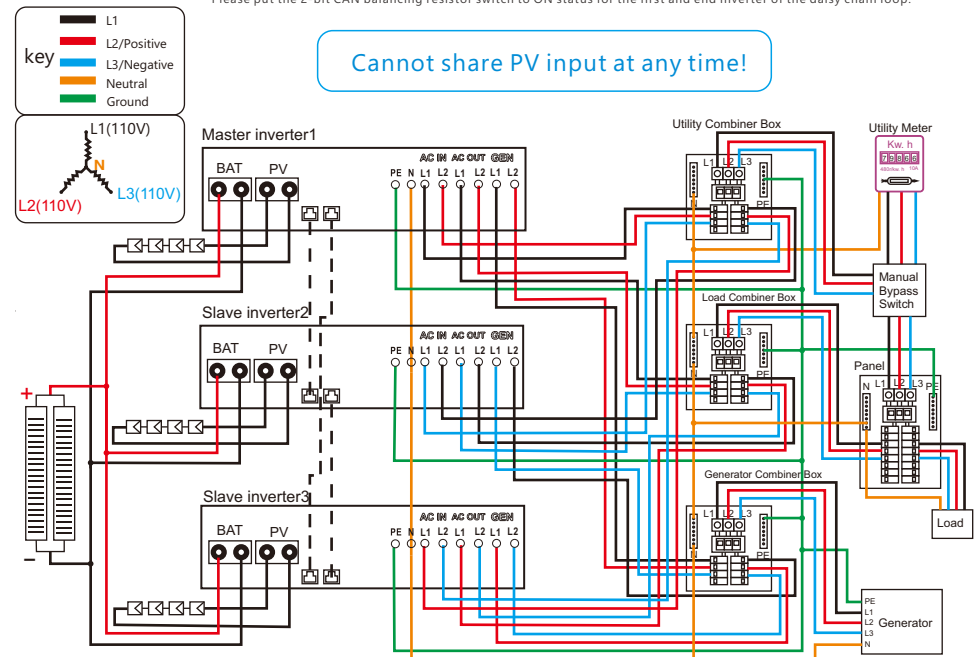 Please put the 2-bit CAN balancing resistor switch to ON status for the first and end inverter of the daisy chain loop.
key
L1
L2/Positive
L3/Negative
Neutral
Ground
Cannot share PV input at any time!
L1(110V)
N
L2(110V)
L3(110V)
Master inverter1
BAT PV
AC IN AC OUT GEN
PE N L1 L2 L1 L2 L1 L2
Utility Combiner Box
L1 L2 L3
N
PE
Utility Meter
Kw. h
Manual
Bypass
Switch
Slave inverter2
BAT PV
AC IN AC OUT GEN
PE N L1 L2 L1 L2 L1 L2
Load Combiner Box
L1 L2 L3
N
PE
Panel
N L1 L2 L3 PE
Load
+
−
Slave inverter3
BAT PV
AC IN AC OUT GEN
PE N L1 L2 L1 L2 L1 L2
Generator Combiner Box
L1 L2 L3
N
PE
PE
L1
L2
L3
N
Generator